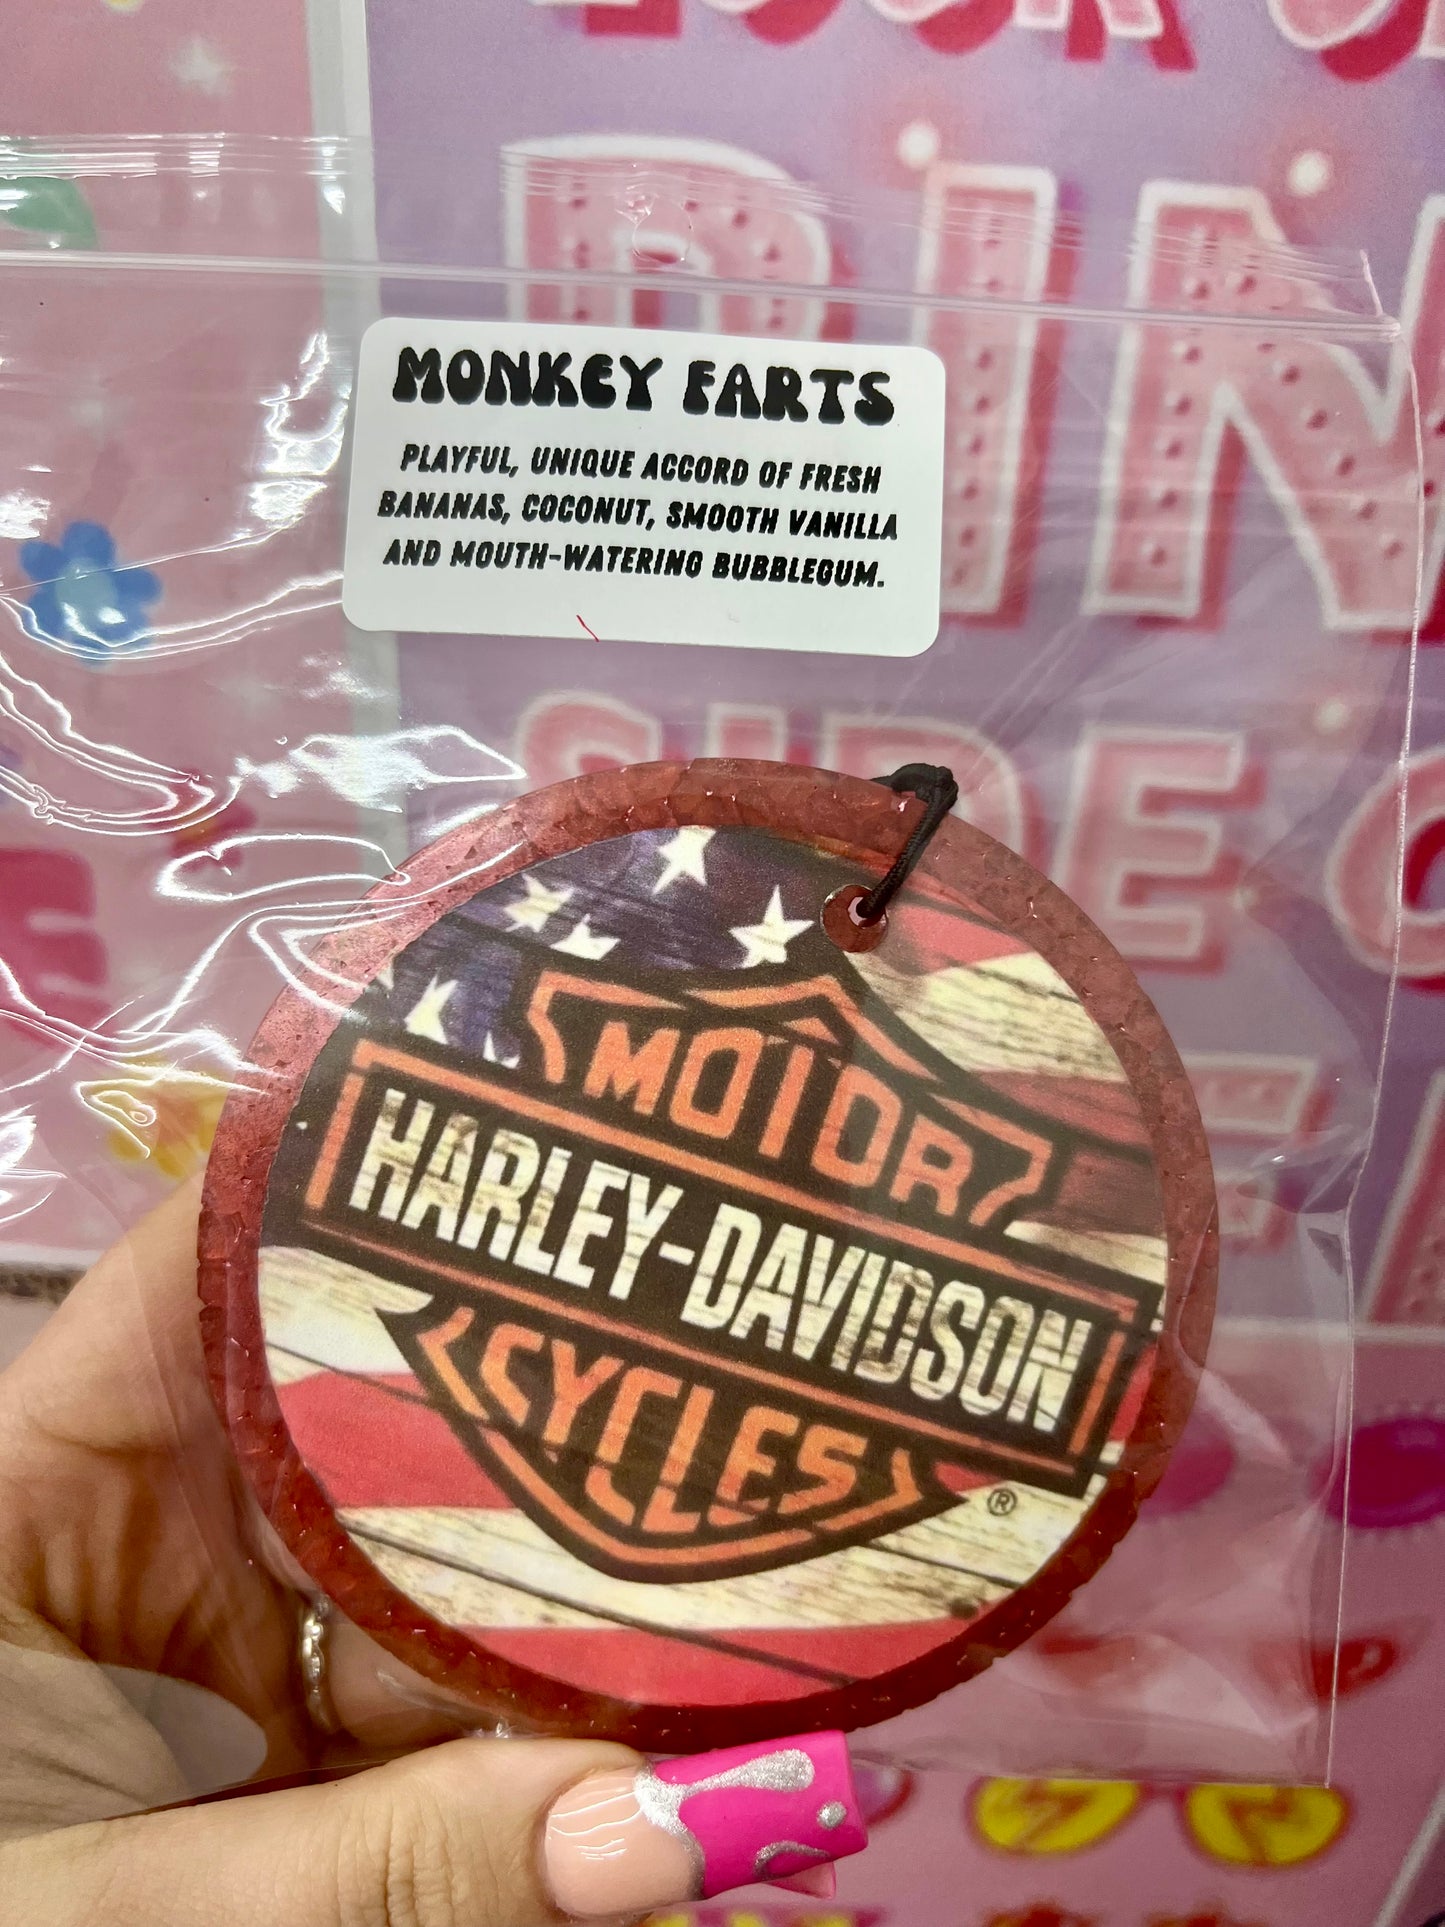 MONKEY FARTS
PLAYFUL, UNIQUE ACCORD OF FRESH
BANANAS, COCONUT, SMOOTH VANILLA
AND MOUTH-WATERING BUBBLEGUM.
SIDE
MOTOR
HARLEY-DAVIDSON
CYCLES
®